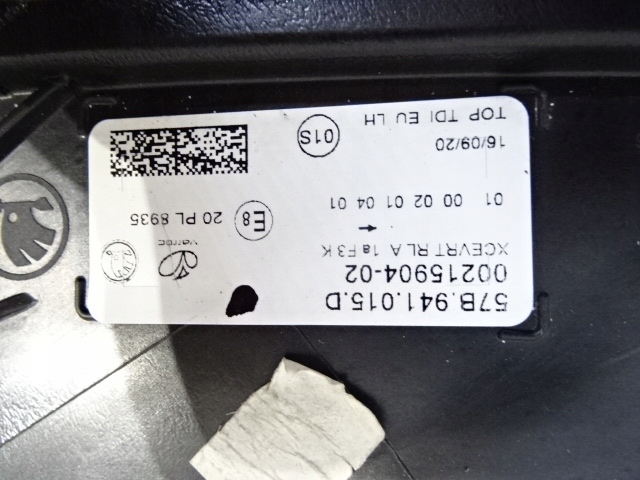 57B.941.015.D
00215904-02
XCEVRT RL A 1a F3 K
varroc
E8
20 PL 8935
01 00 02 01 04 01
16/09/20
01S
TOP TDI EU LH